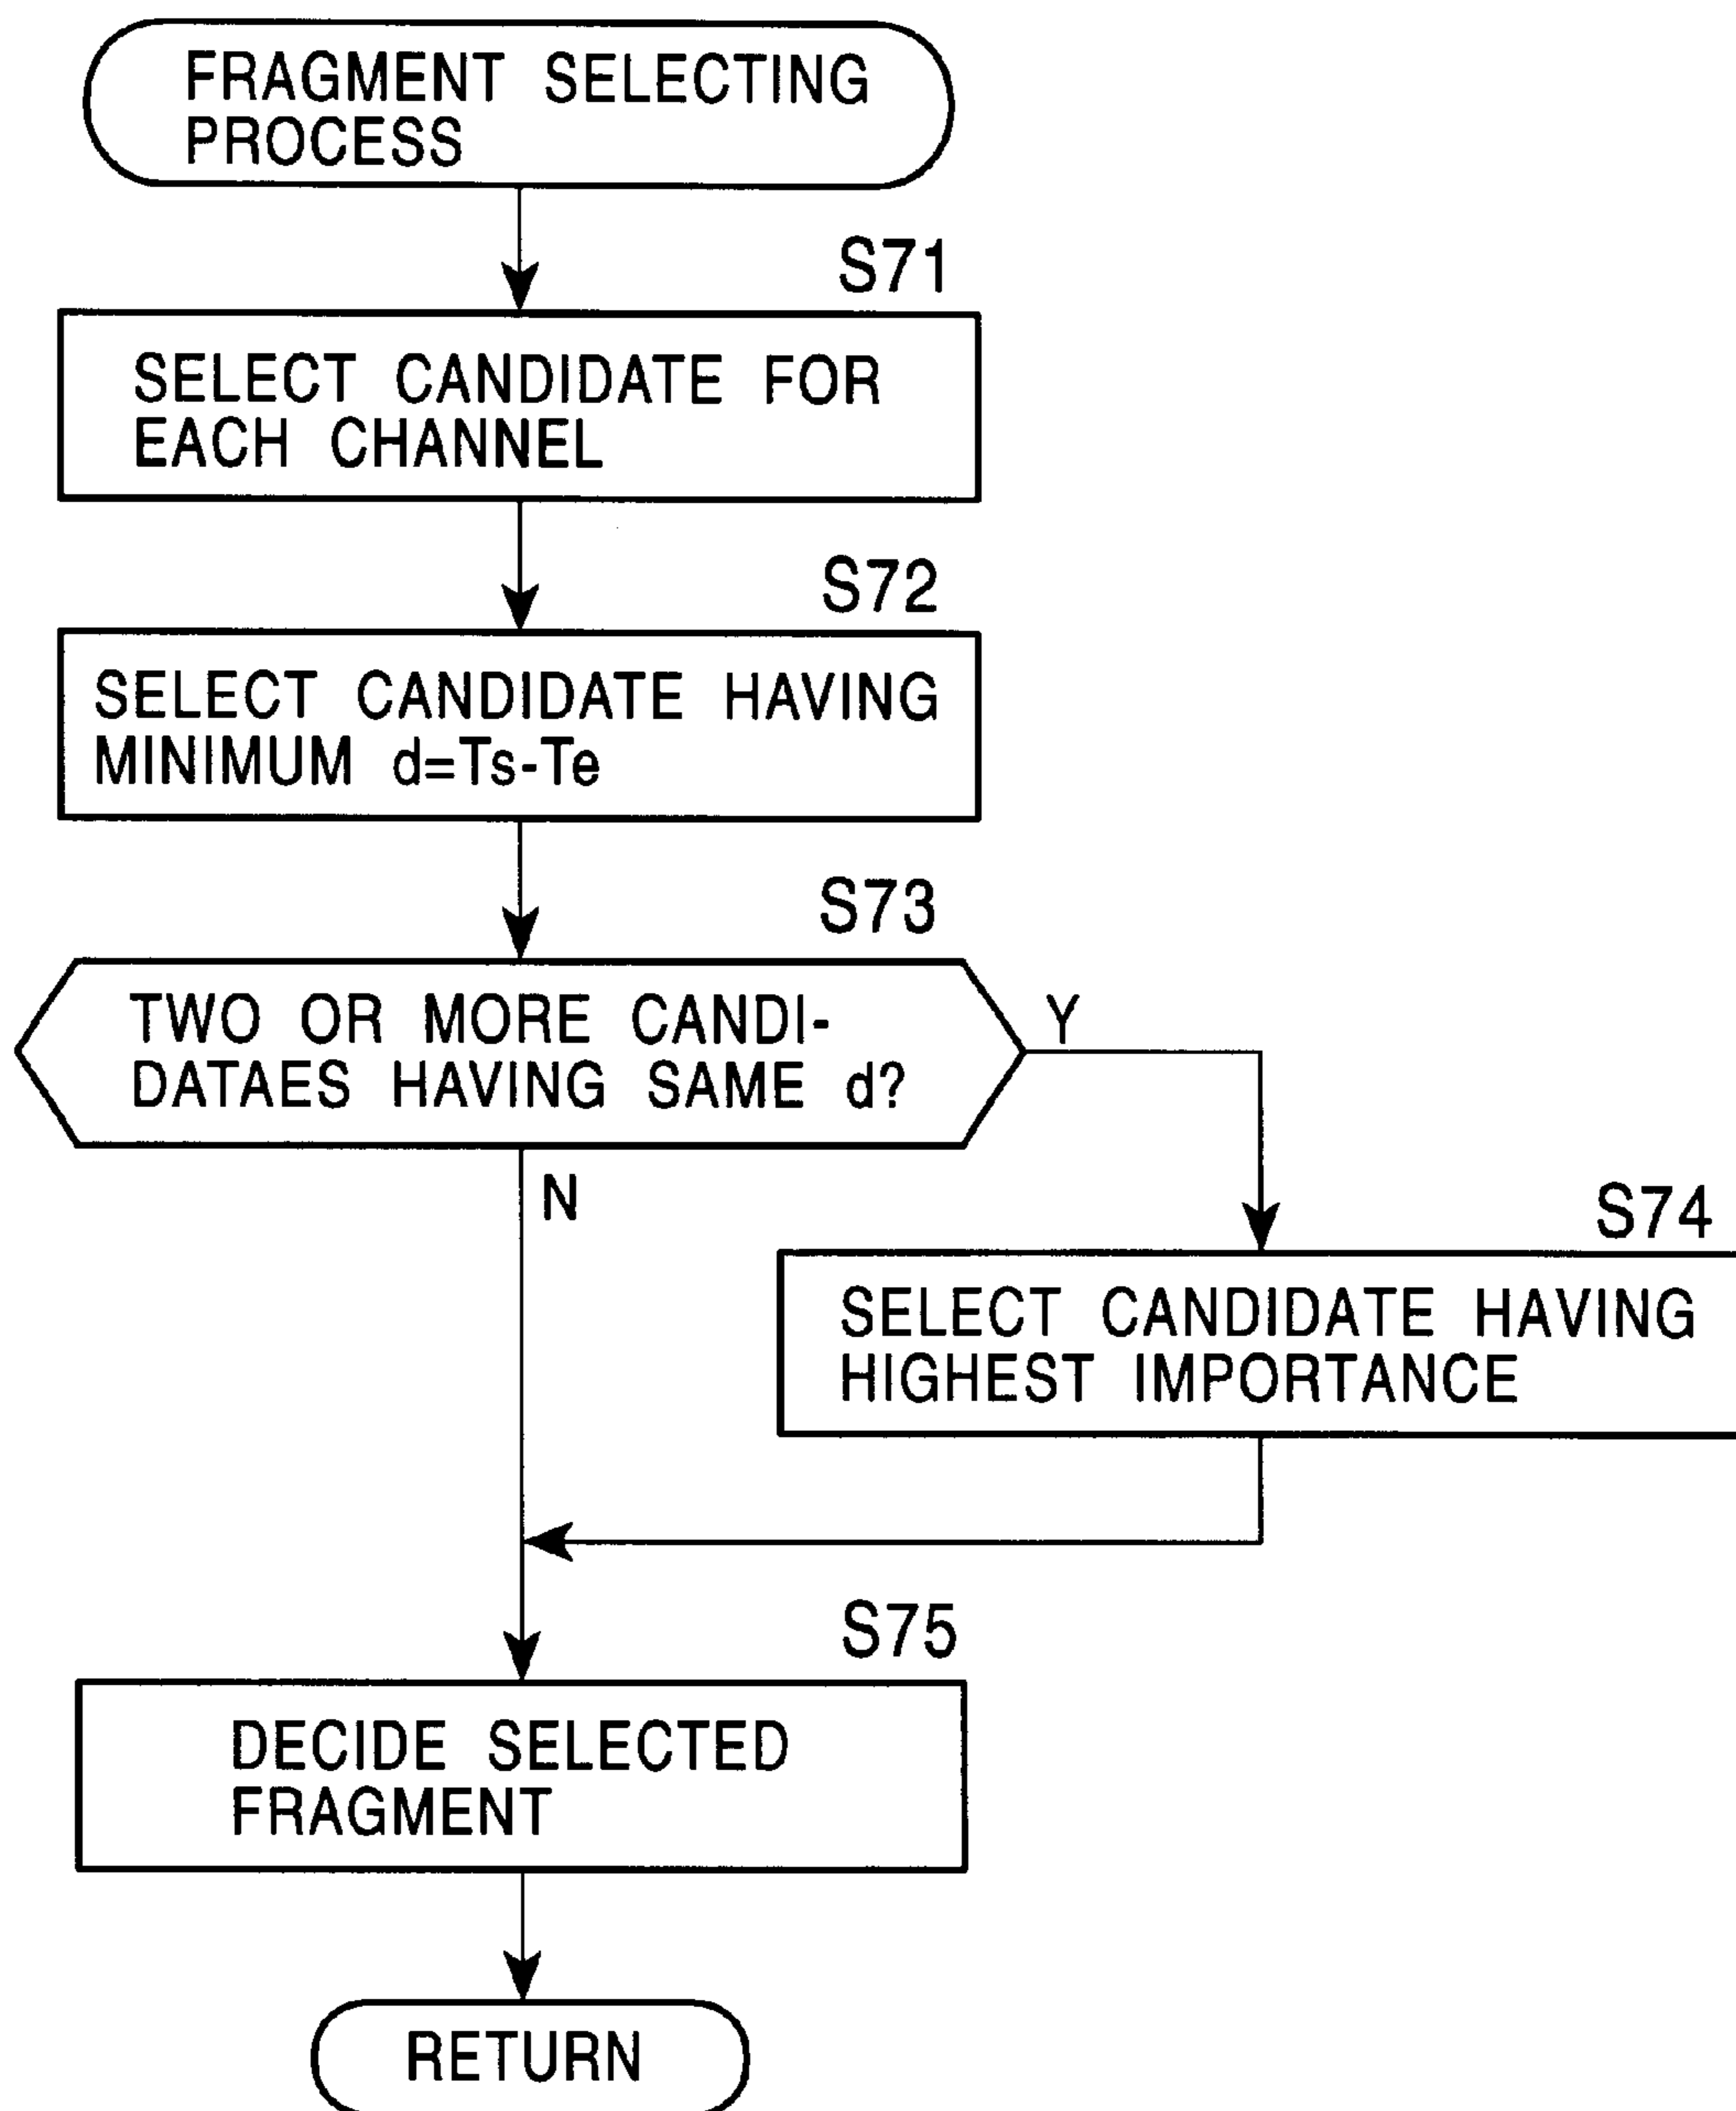 FRAGMENT SELECTING
PROCESS
S71
SELECT CANDIDATE FOR
EACH CHANNEL
S72
SELECT CANDIDATE HAVING
MINIMUM d=Ts-Te
S73
TWO OR MORE CANDI-
DATAES HAVING SAME d?
Y
N
S74
SELECT CANDIDATE HAVING
HIGHEST IMPORTANCE
S75
DECIDE SELECTED
FRAGMENT
RETURN